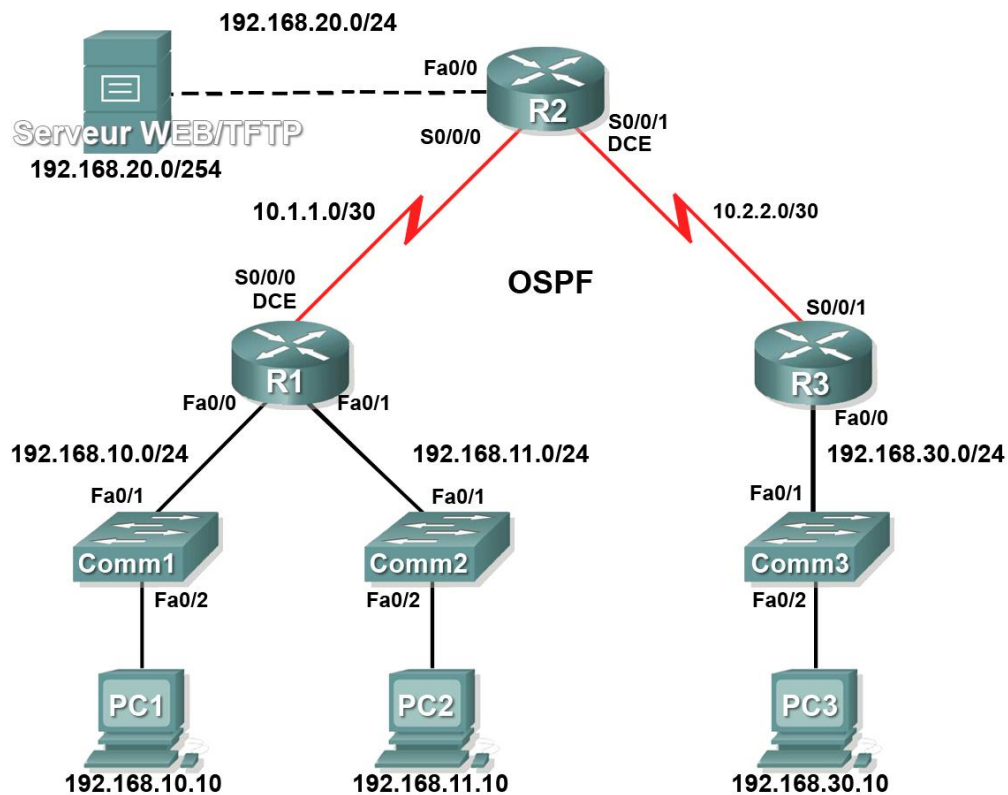 192.168.20.0/24
Fa0/0
R2
Serveur WEB/TFTP
S0/0/0
S0/0/1
DCE
192.168.20.0/254
10.1.1.0/30
10.2.2.0/30
S0/0/0
DCE
OSPF
S0/0/1
R1
R3
Fa0/0
Fa0/1
Fa0/0
192.168.10.0/24
192.168.11.0/24
192.168.30.0/24
Fa0/1
Fa0/1
Fa0/1
Comm1
Comm2
Comm3
Fa0/2
Fa0/2
Fa0/2
PC1
PC2
PC3
192.168.10.10
192.168.11.10
192.168.30.10